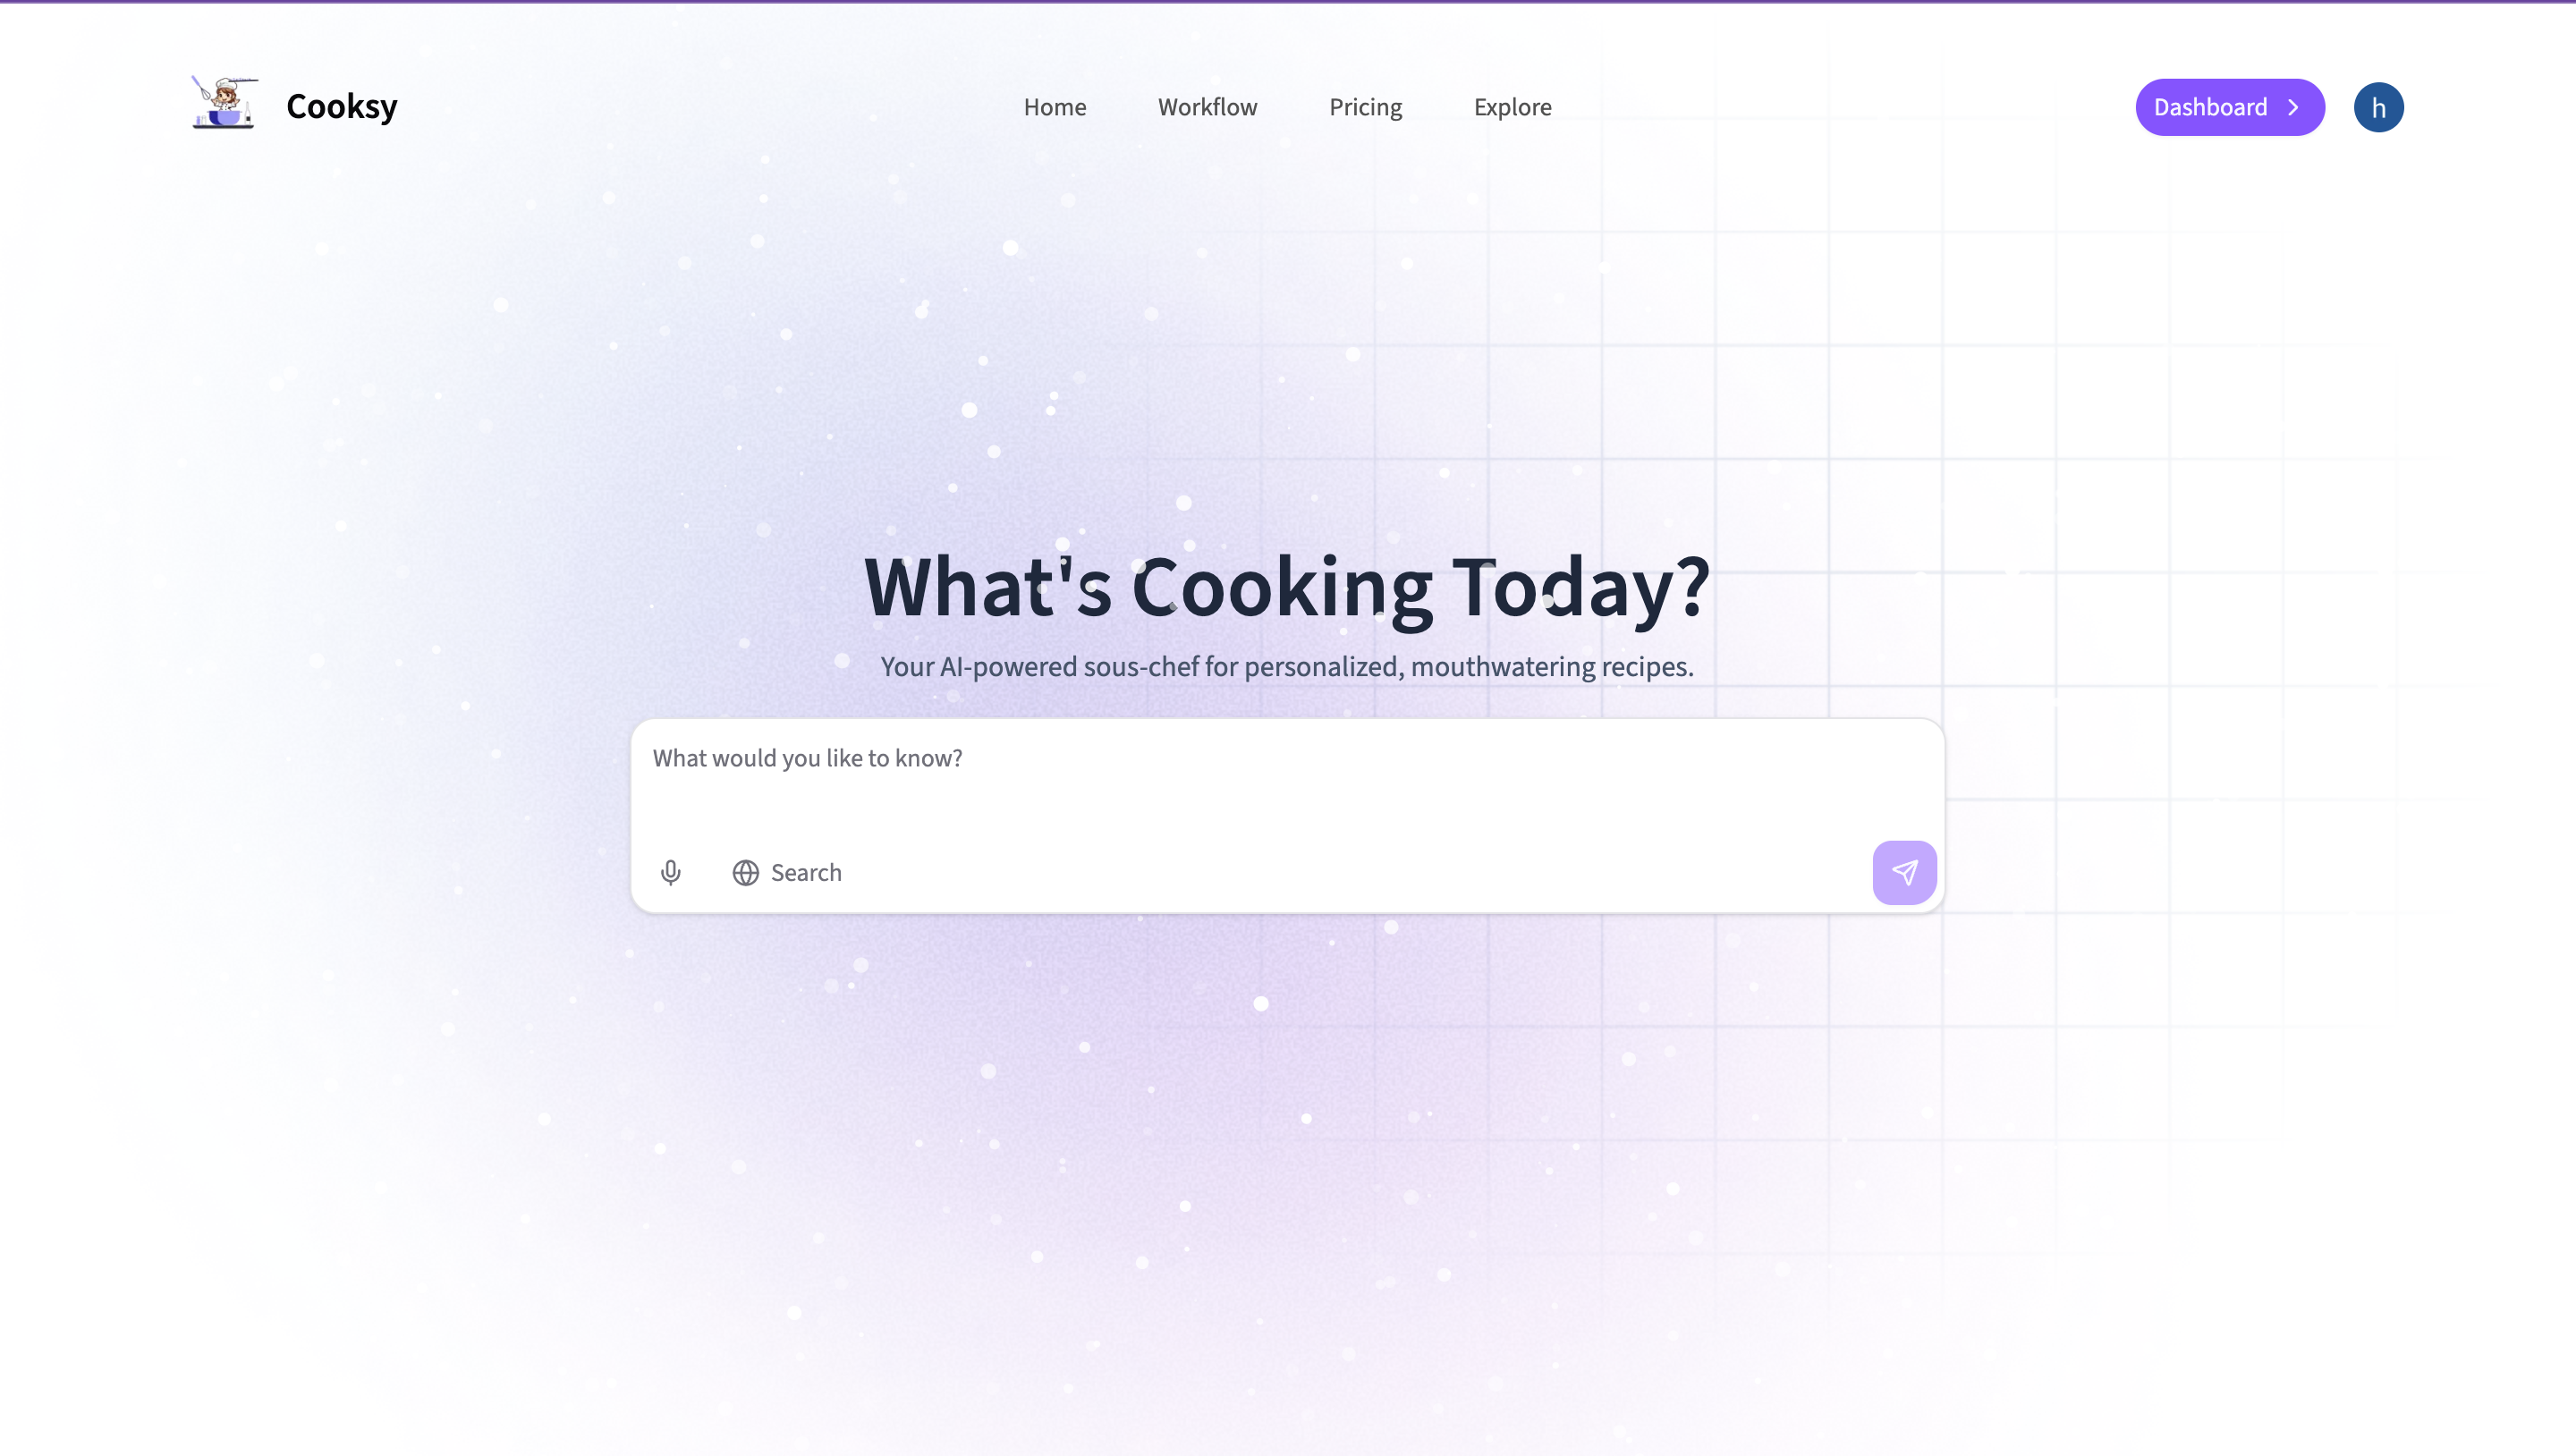 Cooksy
Home
Workflow
Pricing
Explore
Dashboard
h
What's Cooking Today?
Your AI-powered sous-chef for personalized, mouthwatering recipes.
What would you like to know?
Search